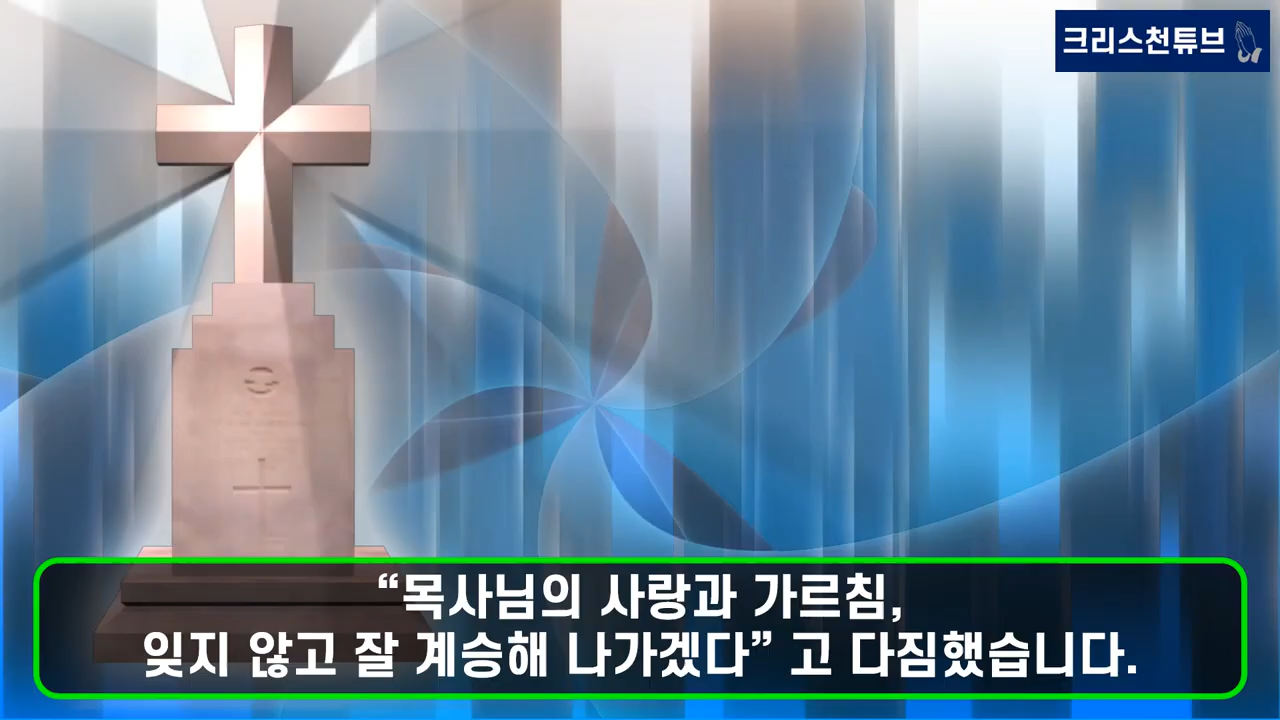 크리스천튜브
“목사님의 사랑과 가르침,
잊지 않고 잘 계승해 나가겠다” 고 다짐했습니다.